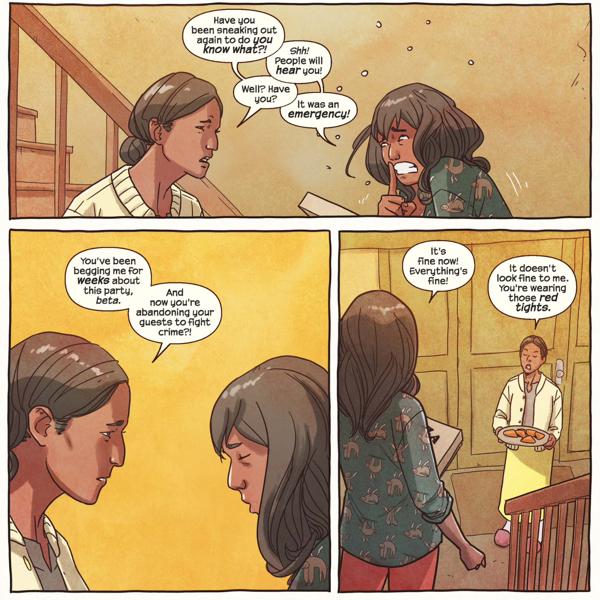 Have you
been sneaking out
again to do you
know what?!
Shh!
People will
hear you!
Well? Have
you?
It was an
emergency!
You've been
begging me for
weeks about
this party,
beta.
And
now you're
abandoning your
guests to fight
crime?!
It's
fine now!
Everything's
fine!
It doesn't
look fine to me.
You're wearing
those red
tights.